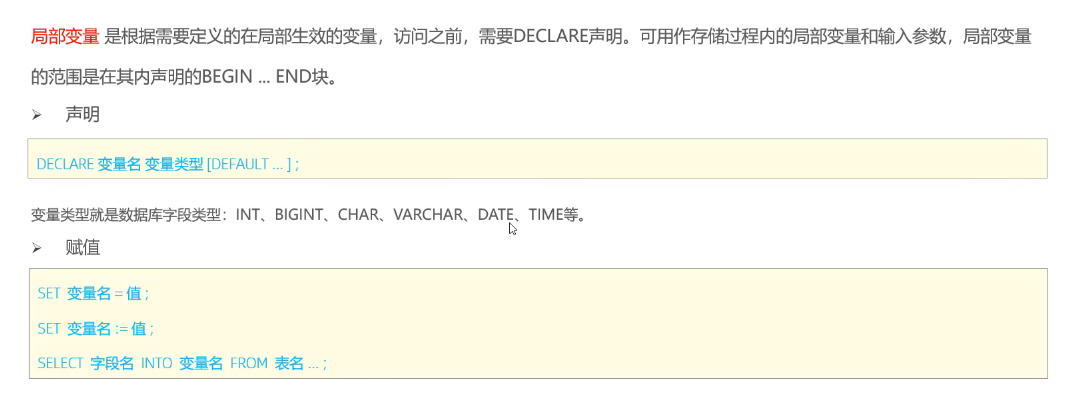 局部变量 是根据需要定义的在局部生效的变量，访问之前，需要DECLARE声明。可用作存储过程内的局部变量和输入参数，局部变量
的范围是在其内声明的BEGIN ... END块。
➢ 声明
DECLARE 变量名 变量类型 [DEFAULT ... ] ;
变量类型就是数据库字段类型：INT、BIGINT、CHAR、VARCHAR、DATE、TIME等。
➢ 赋值
SET 变量名 = 值 ;
SET 变量名 := 值 ;
SELECT 字段名 INTO 变量名 FROM 表名 ... ;